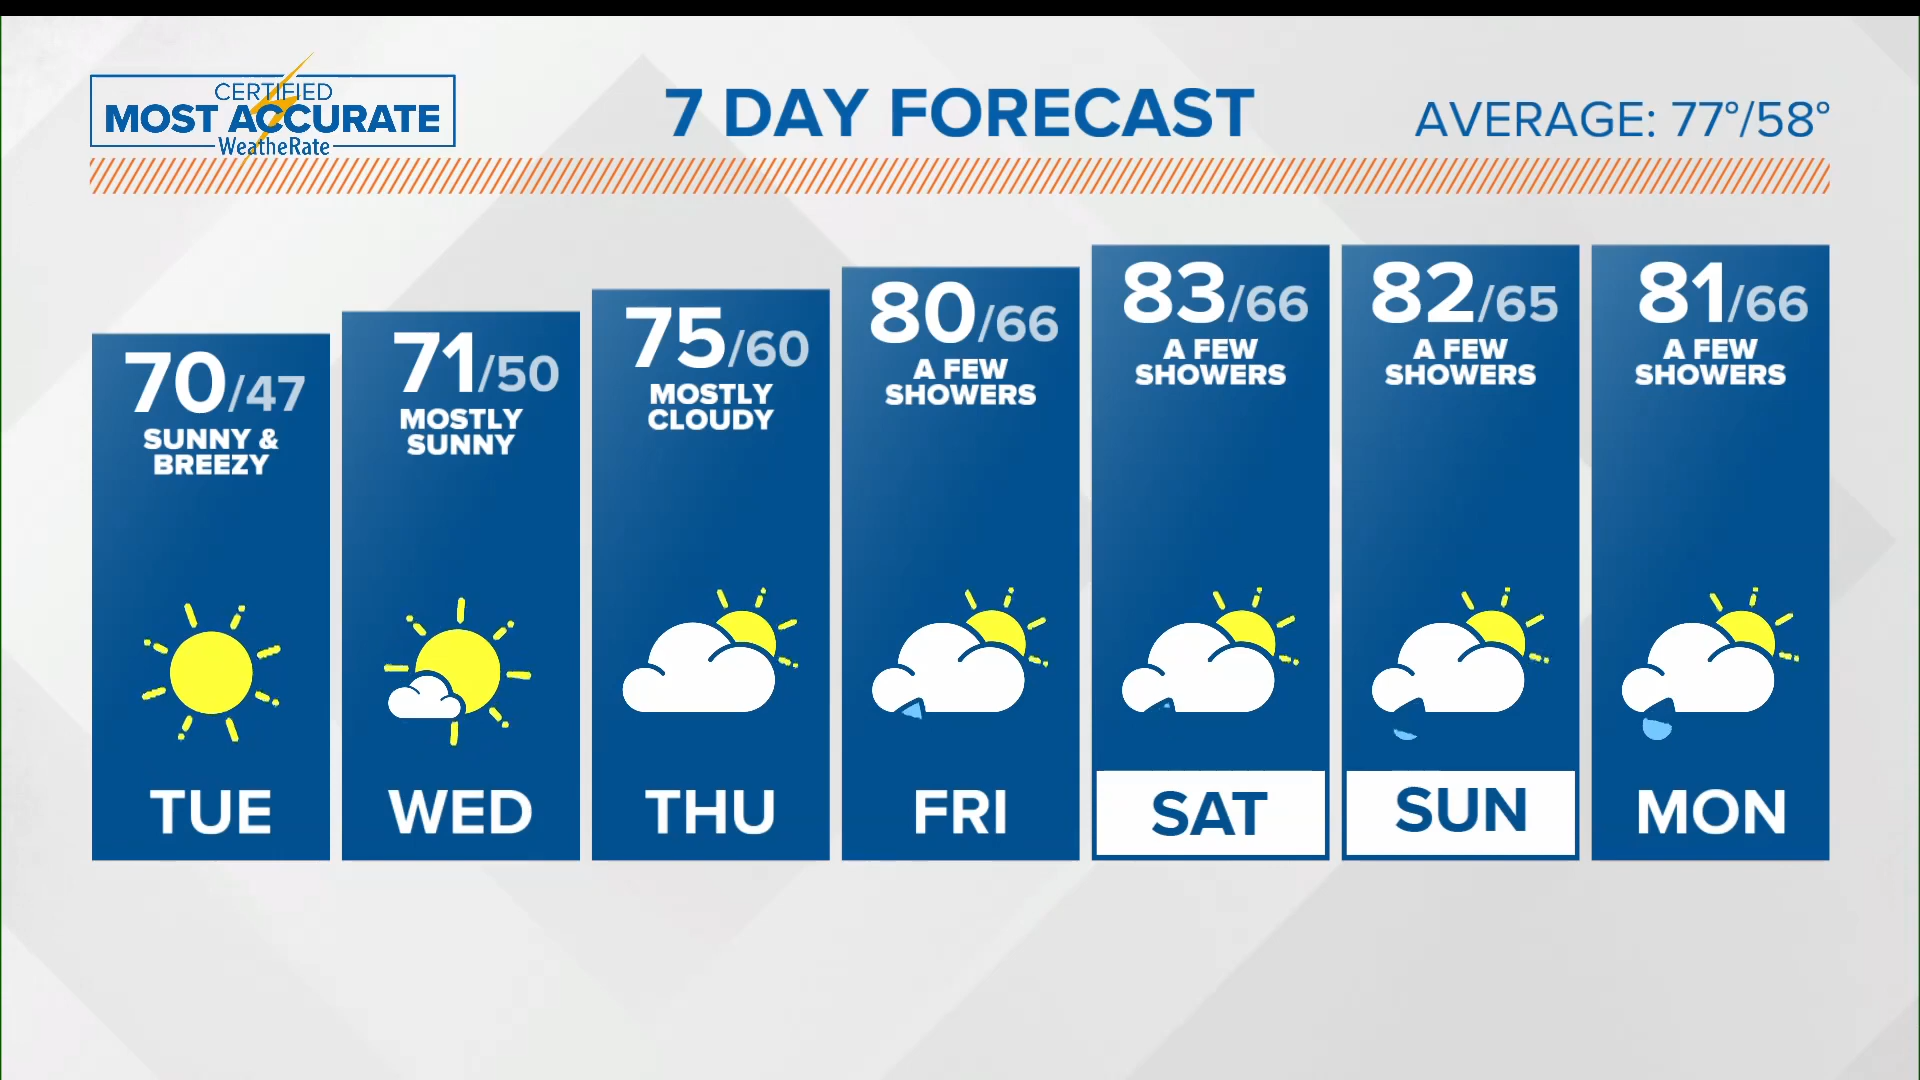 CERTIFIED
MOST ACCURATE
WeatheRate
7 DAY FORECAST
AVERAGE: 77°/58°
70/47
SUNNY &
BREEZY
TUE
71/50
MOSTLY
SUNNY
WED
75/60
MOSTLY
CLOUDY
THU
80/66
A FEW
SHOWERS
FRI
83/66
A FEW
SHOWERS
SAT
82/65
A FEW
SHOWERS
SUN
81/66
A FEW
SHOWERS
MON